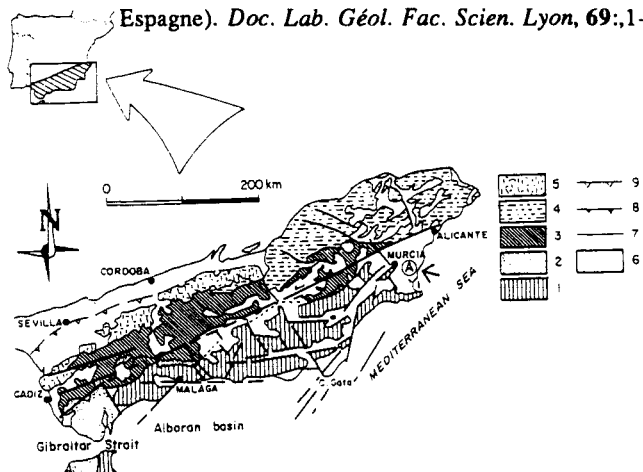 Espagne). Doc. Lab. Géol. Fac. Scien. Lyon, 69:,1-
0 200 km
N
5 9
4 8
3 7
2 6
1
ALICANTE
MURCIA
A
CORDOBA
SEVILLA
MEDITERRANEAN SEA
C. Gata
CADIZ
MALAGA
Gibraltar Strait
Alboran basin